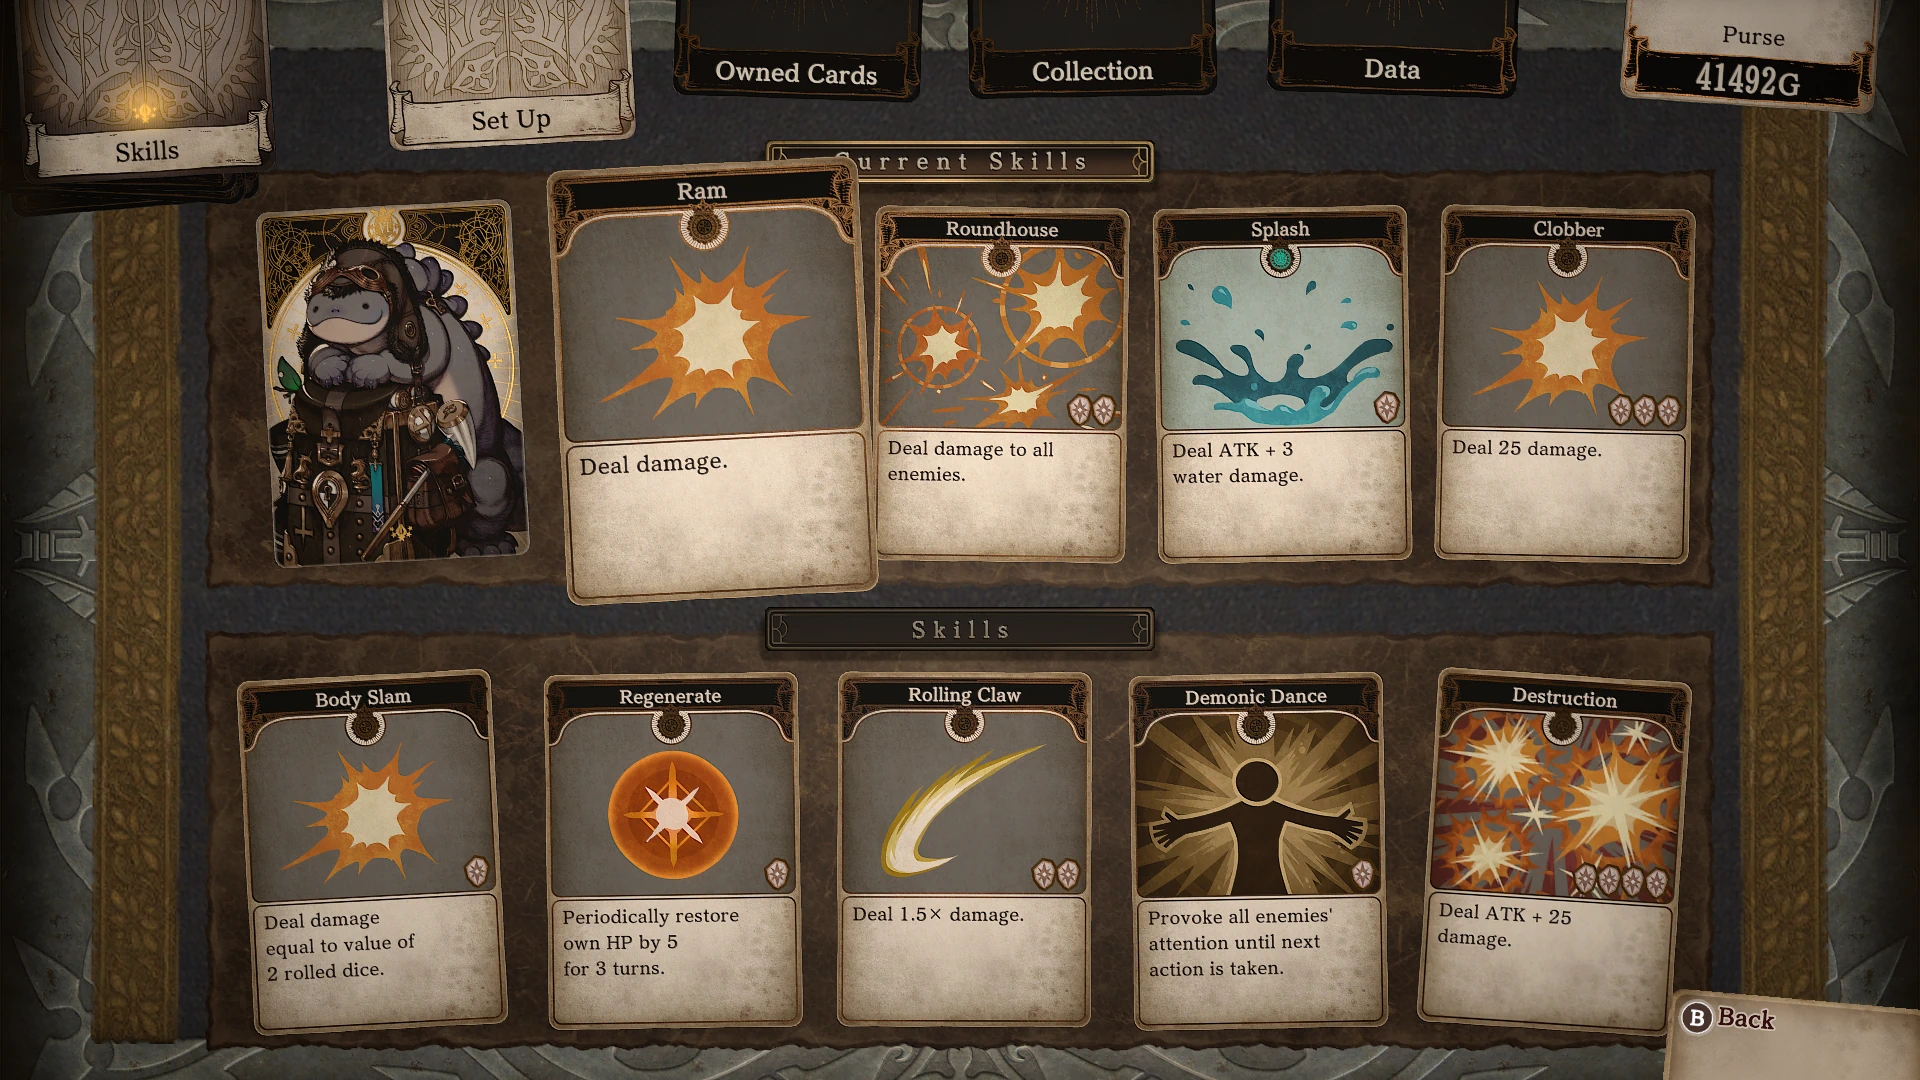 Skills
Set Up
Owned Cards
Collection
Data
Purse
41492G
Current Skills
Ram
Deal damage.
Roundhouse
Deal damage to all
enemies.
Splash
Deal ATK + 3
water damage.
Clobber
Deal 25 damage.
Skills
Body Slam
Deal damage
equal to value of
2 rolled dice.
Regenerate
Periodically restore
own HP by 5
for 3 turns.
Rolling Claw
Deal 1.5× damage.
Demonic Dance
Provoke all enemies'
attention until next
action is taken.
Destruction
Deal ATK + 25
damage.
B Back